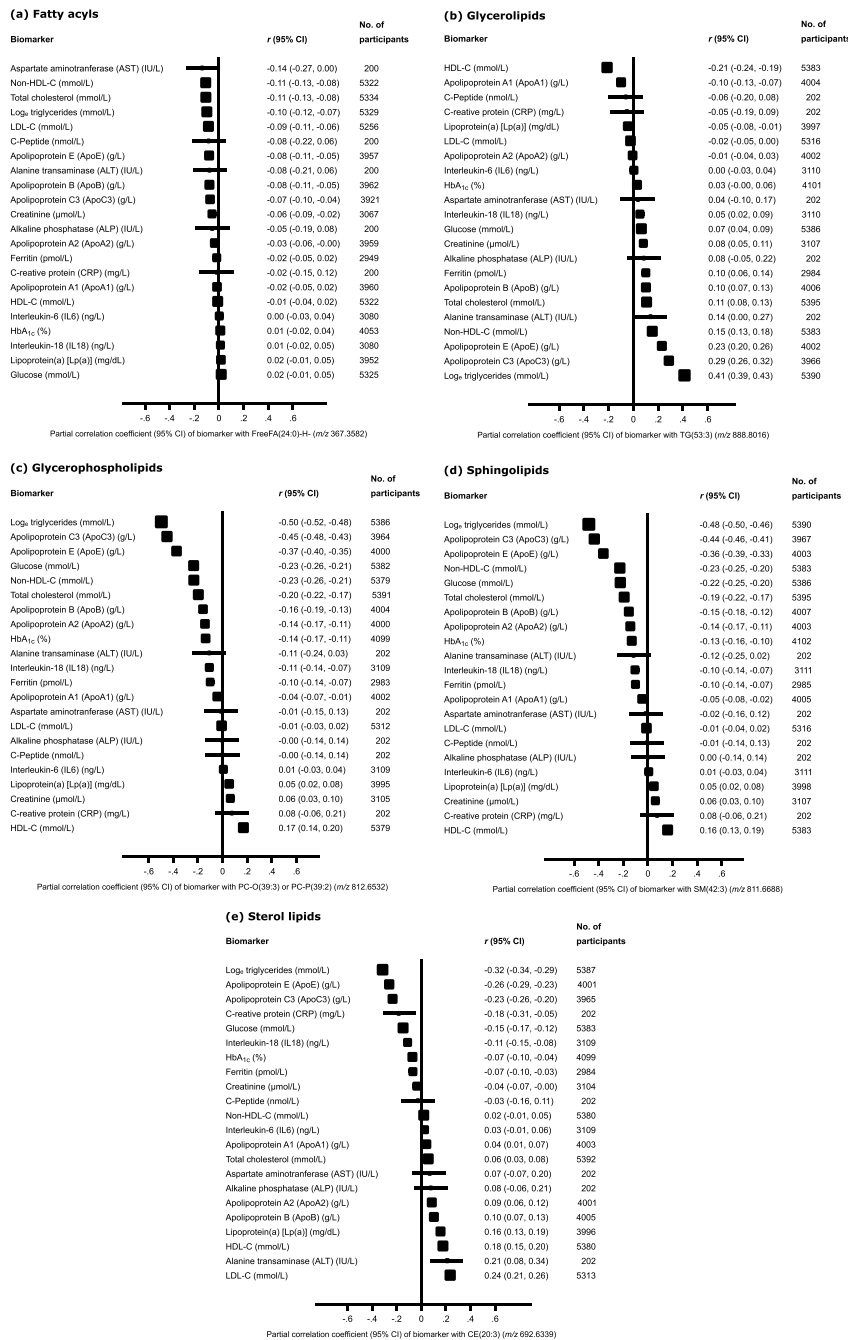 (a) Fatty acyls
Biomarker r (95% CI) No. of participants
Aspartate aminotranferase (AST) (IU/L) -0.14 (-0.27, 0.00) 200
Non-HDL-C (mmol/L) -0.11 (-0.13, -0.08) 5322
Total cholesterol (mmol/L) -0.11 (-0.13, -0.08) 5334
Logₑ triglycerides (mmol/L) -0.10 (-0.12, -0.07) 5329
LDL-C (mmol/L) -0.09 (-0.11, -0.06) 5256
C-Peptide (nmol/L) -0.08 (-0.22, 0.06) 200
Apolipoprotein E (ApoE) (g/L) -0.08 (-0.11, -0.05) 3957
Alanine transaminase (ALT) (IU/L) -0.08 (-0.21, 0.06) 200
Apolipoprotein B (ApoB) (g/L) -0.08 (-0.11, -0.05) 3962
Apolipoprotein C3 (ApoC3) (g/L) -0.07 (-0.10, -0.04) 3921
Creatinine (µmol/L) -0.06 (-0.09, -0.02) 3067
Alkaline phosphatase (ALP) (IU/L) -0.05 (-0.19, 0.08) 200
Apolipoprotein A2 (ApoA2) (g/L) -0.03 (-0.06, -0.00) 3959
Ferritin (pmol/L) -0.02 (-0.05, 0.02) 2949
C-creative protein (CRP) (mg/L) -0.02 (-0.15, 0.12) 200
Apolipoprotein A1 (ApoA1) (g/L) -0.02 (-0.05, 0.02) 3960
HDL-C (mmol/L) -0.01 (-0.04, 0.02) 5322
Interleukin-6 (IL6) (ng/L) 0.00 (-0.03, 0.04) 3080
HbA₁c (%) 0.01 (-0.02, 0.04) 4053
Interleukin-18 (IL18) (ng/L) 0.01 (-0.02, 0.05) 3080
Lipoprotein(a) [Lp(a)] (mg/dL) 0.02 (-0.01, 0.05) 3952
Glucose (mmol/L) 0.02 (-0.01, 0.05) 5325
-.6 -.4 -.2 0 .2 .4 .6
Partial correlation coefficient (95% CI) of biomarker with FreeFA(24:0)-H- (m/z 367.3582)
(b) Glycerolipids
Biomarker r (95% CI) No. of participants
HDL-C (mmol/L) -0.21 (-0.24, -0.19) 5383
Apolipoprotein A1 (ApoA1) (g/L) -0.10 (-0.13, -0.07) 4004
C-Peptide (nmol/L) -0.06 (-0.20, 0.08) 202
C-creative protein (CRP) (mg/L) -0.05 (-0.19, 0.09) 202
Lipoprotein(a) [Lp(a)] (mg/dL) -0.05 (-0.08, -0.01) 3997
LDL-C (mmol/L) -0.02 (-0.05, 0.00) 5316
Apolipoprotein A2 (ApoA2) (g/L) -0.01 (-0.04, 0.03) 4002
Interleukin-6 (IL6) (ng/L) 0.00 (-0.03, 0.04) 3110
HbA₁c (%) 0.03 (-0.00, 0.06) 4101
Aspartate aminotranferase (AST) (IU/L) 0.04 (-0.10, 0.17) 202
Interleukin-18 (IL18) (ng/L) 0.05 (0.02, 0.09) 3110
Glucose (mmol/L) 0.07 (0.04, 0.09) 5386
Creatinine (µmol/L) 0.08 (0.05, 0.11) 3107
Alkaline phosphatase (ALP) (IU/L) 0.08 (-0.05, 0.22) 202
Ferritin (pmol/L) 0.10 (0.06, 0.14) 2984
Apolipoprotein B (ApoB) (g/L) 0.10 (0.07, 0.13) 4006
Total cholesterol (mmol/L) 0.11 (0.08, 0.13) 5395
Alanine transaminase (ALT) (IU/L) 0.14 (0.00, 0.27) 202
Non-HDL-C (mmol/L) 0.15 (0.13, 0.18) 5383
Apolipoprotein E (ApoE) (g/L) 0.23 (0.20, 0.26) 4002
Apolipoprotein C3 (ApoC3) (g/L) 0.29 (0.26, 0.32) 3966
Logₑ triglycerides (mmol/L) 0.41 (0.39, 0.43) 5390
-.6 -.4 -.2 0 .2 .4 .6
Partial correlation coefficient (95% CI) of biomarker with TG(53:3) (m/z 888.8016)
(c) Glycerophospholipids
Biomarker r (95% CI) No. of participants
Logₑ triglycerides (mmol/L) -0.50 (-0.52, -0.48) 5386
Apolipoprotein C3 (ApoC3) (g/L) -0.45 (-0.48, -0.43) 3964
Apolipoprotein E (ApoE) (g/L) -0.37 (-0.40, -0.35) 4000
Glucose (mmol/L) -0.23 (-0.26, -0.21) 5382
Non-HDL-C (mmol/L) -0.23 (-0.26, -0.21) 5379
Total cholesterol (mmol/L) -0.20 (-0.22, -0.17) 5391
Apolipoprotein B (ApoB) (g/L) -0.16 (-0.19, -0.13) 4004
Apolipoprotein A2 (ApoA2) (g/L) -0.14 (-0.17, -0.11) 4000
HbA₁c (%) -0.14 (-0.17, -0.11) 4099
Alanine transaminase (ALT) (IU/L) -0.11 (-0.24, 0.03) 202
Interleukin-18 (IL18) (ng/L) -0.11 (-0.14, -0.07) 3109
Ferritin (pmol/L) -0.10 (-0.14, -0.07) 2983
Apolipoprotein A1 (ApoA1) (g/L) -0.04 (-0.07, -0.01) 4002
Aspartate aminotranferase (AST) (IU/L) -0.01 (-0.15, 0.13) 202
LDL-C (mmol/L) -0.01 (-0.03, 0.02) 5312
Alkaline phosphatase (ALP) (IU/L) -0.00 (-0.14, 0.14) 202
C-Peptide (nmol/L) -0.00 (-0.14, 0.14) 202
Interleukin-6 (IL6) (ng/L) 0.01 (-0.03, 0.04) 3109
Lipoprotein(a) [Lp(a)] (mg/dL) 0.05 (0.02, 0.08) 3995
Creatinine (µmol/L) 0.06 (0.03, 0.10) 3105
C-creative protein (CRP) (mg/L) 0.08 (-0.06, 0.21) 202
HDL-C (mmol/L) 0.17 (0.14, 0.20) 5379
-.6 -.4 -.2 0 .2 .4 .6
Partial correlation coefficient (95% CI) of biomarker with PC-O(39:3) or PC-P(39:2) (m/z 812.6532)
(d) Sphingolipids
Biomarker r (95% CI) No. of participants
Logₑ triglycerides (mmol/L) -0.48 (-0.50, -0.46) 5390
Apolipoprotein C3 (ApoC3) (g/L) -0.44 (-0.46, -0.41) 3967
Apolipoprotein E (ApoE) (g/L) -0.36 (-0.39, -0.33) 4003
Non-HDL-C (mmol/L) -0.23 (-0.25, -0.20) 5383
Glucose (mmol/L) -0.22 (-0.25, -0.20) 5386
Total cholesterol (mmol/L) -0.19 (-0.22, -0.17) 5395
Apolipoprotein B (ApoB) (g/L) -0.15 (-0.18, -0.12) 4007
Apolipoprotein A2 (ApoA2) (g/L) -0.14 (-0.17, -0.11) 4003
HbA₁c (%) -0.13 (-0.16, -0.10) 4102
Alanine transaminase (ALT) (IU/L) -0.12 (-0.25, 0.02) 202
Interleukin-18 (IL18) (ng/L) -0.10 (-0.14, -0.07) 3111
Ferritin (pmol/L) -0.10 (-0.14, -0.07) 2985
Apolipoprotein A1 (ApoA1) (g/L) -0.05 (-0.08, -0.02) 4005
Aspartate aminotranferase (AST) (IU/L) -0.02 (-0.16, 0.12) 202
LDL-C (mmol/L) -0.01 (-0.04, 0.02) 5316
C-Peptide (nmol/L) -0.01 (-0.14, 0.13) 202
Alkaline phosphatase (ALP) (IU/L) 0.00 (-0.14, 0.14) 202
Interleukin-6 (IL6) (ng/L) 0.01 (-0.03, 0.04) 3111
Lipoprotein(a) [Lp(a)] (mg/dL) 0.05 (0.02, 0.08) 3998
Creatinine (µmol/L) 0.06 (0.03, 0.10) 3107
C-creative protein (CRP) (mg/L) 0.08 (-0.06, 0.21) 202
HDL-C (mmol/L) 0.16 (0.13, 0.19) 5383
-.6 -.4 -.2 0 .2 .4 .6
Partial correlation coefficient (95% CI) of biomarker with SM(42:3) (m/z 811.6688)
(e) Sterol lipids
Biomarker r (95% CI) No. of participants
Logₑ triglycerides (mmol/L) -0.32 (-0.34, -0.29) 5387
Apolipoprotein E (ApoE) (g/L) -0.26 (-0.29, -0.23) 4001
Apolipoprotein C3 (ApoC3) (g/L) -0.23 (-0.26, -0.20) 3965
C-creative protein (CRP) (mg/L) -0.18 (-0.31, -0.05) 202
Glucose (mmol/L) -0.15 (-0.17, -0.12) 5383
Interleukin-18 (IL18) (ng/L) -0.11 (-0.15, -0.08) 3109
HbA₁c (%) -0.07 (-0.10, -0.04) 4099
Ferritin (pmol/L) -0.07 (-0.10, -0.03) 2984
Creatinine (µmol/L) -0.04 (-0.07, -0.00) 3104
C-Peptide (nmol/L) -0.03 (-0.16, 0.11) 202
Non-HDL-C (mmol/L) 0.02 (-0.01, 0.05) 5380
Interleukin-6 (IL6) (ng/L) 0.03 (-0.01, 0.06) 3109
Apolipoprotein A1 (ApoA1) (g/L) 0.04 (0.01, 0.07) 4003
Total cholesterol (mmol/L) 0.06 (0.03, 0.08) 5392
Aspartate aminotranferase (AST) (IU/L) 0.07 (-0.07, 0.20) 202
Alkaline phosphatase (ALP) (IU/L) 0.08 (-0.06, 0.21) 202
Apolipoprotein A2 (ApoA2) (g/L) 0.09 (0.06, 0.12) 4001
Apolipoprotein B (ApoB) (g/L) 0.10 (0.07, 0.13) 4005
Lipoprotein(a) [Lp(a)] (mg/dL) 0.16 (0.13, 0.19) 3996
HDL-C (mmol/L) 0.18 (0.15, 0.20) 5380
Alanine transaminase (ALT) (IU/L) 0.21 (0.08, 0.34) 202
LDL-C (mmol/L) 0.24 (0.21, 0.26) 5313
-.6 -.4 -.2 0 .2 .4 .6
Partial correlation coefficient (95% CI) of biomarker with CE(20:3) (m/z 692.6339)